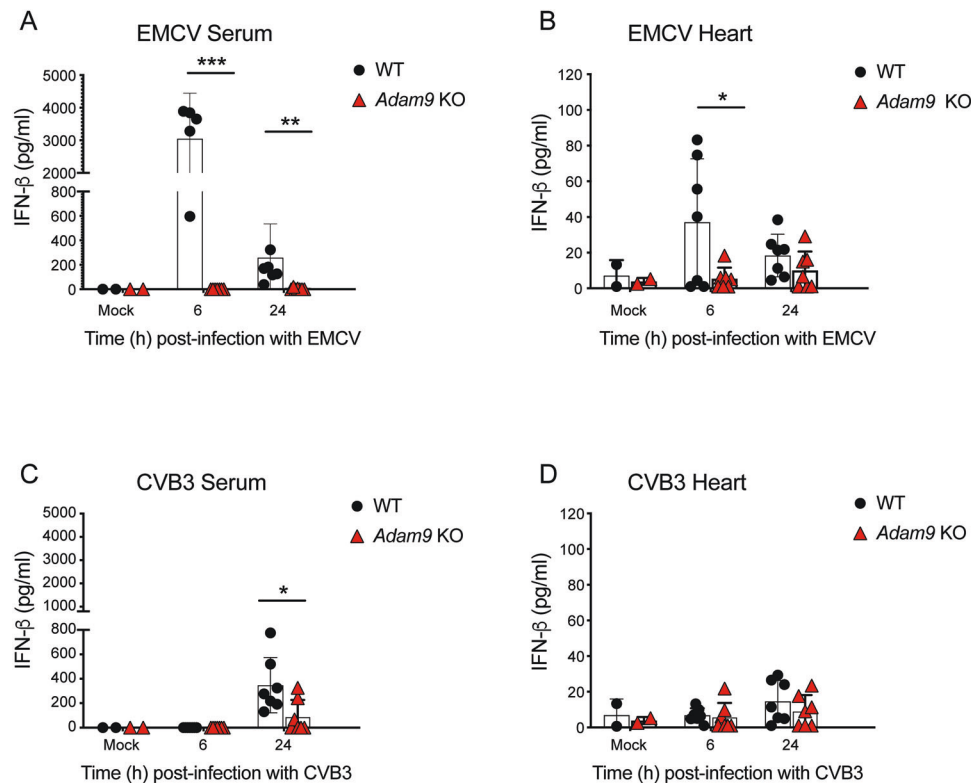 A
EMCV Serum
WT
Adam9 KO
IFN-β (pg/ml)
5000
4000
3000
2000
800
600
400
200
0
***
**
Mock
6
24
Time (h) post-infection with EMCV
B
EMCV Heart
WT
Adam9 KO
IFN-β (pg/ml)
120
100
80
60
40
20
0
*
Mock
6
24
Time (h) post-infection with EMCV
C
CVB3 Serum
WT
Adam9 KO
IFN-β (pg/ml)
5000
4000
3000
2000
1000
800
600
400
200
0
*
Mock
6
24
Time (h) post-infection with CVB3
D
CVB3 Heart
WT
Adam9 KO
IFN-β (pg/ml)
120
100
80
60
40
20
0
Mock
6
24
Time (h) post-infection with CVB3